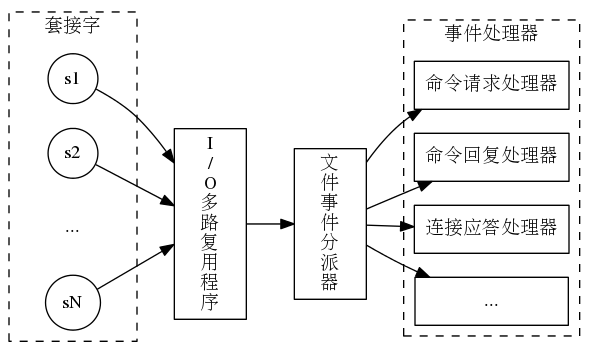 套接字
s1
s2
...
sN
I/O多路复用程序
文件事件分派器
事件处理器
命令请求处理器
命令回复处理器
连接应答处理器
...